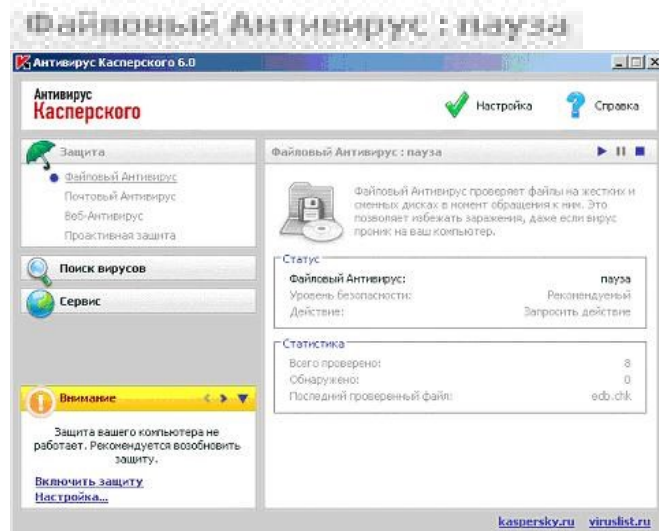 Файловый Антивирус : пауза
Антивирус Касперского 6.0
Антивирус
Касперского
Настройка
Справка
Защита
Файловый Антивирус
Почтовый Антивирус
Веб-Антивирус
Проактивная защита
Поиск вирусов
Сервис
Внимание
Защита вашего компьютера не
работает. Рекомендуется возобновить
защиту.
Включить защиту
Настройка...
Файловый Антивирус : пауза
Файловый Антивирус проверяет файлы на жестких и
сменных дисках в момент обращения к ним. Это
позволяет избежать заражения, даже если вирус
проник на ваш компьютер.
Статус
Файловый Антивирус: пауза
Уровень безопасности: Рекомендуемый
Действие: Запросить действие
Статистика
Всего проверено: 8
Обнаружено: 0
Последний проверенный файл: edb.chk
kaspersky.ru viruslist.ru